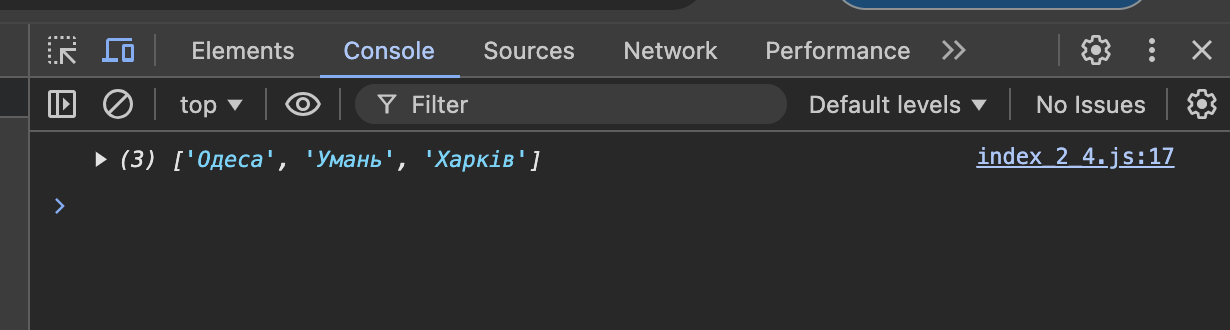 Elements Console Sources Network Performance
top Filter Default levels No Issues
(3) ['Одеса', 'Умань', 'Харків'] index_2_4.js:17